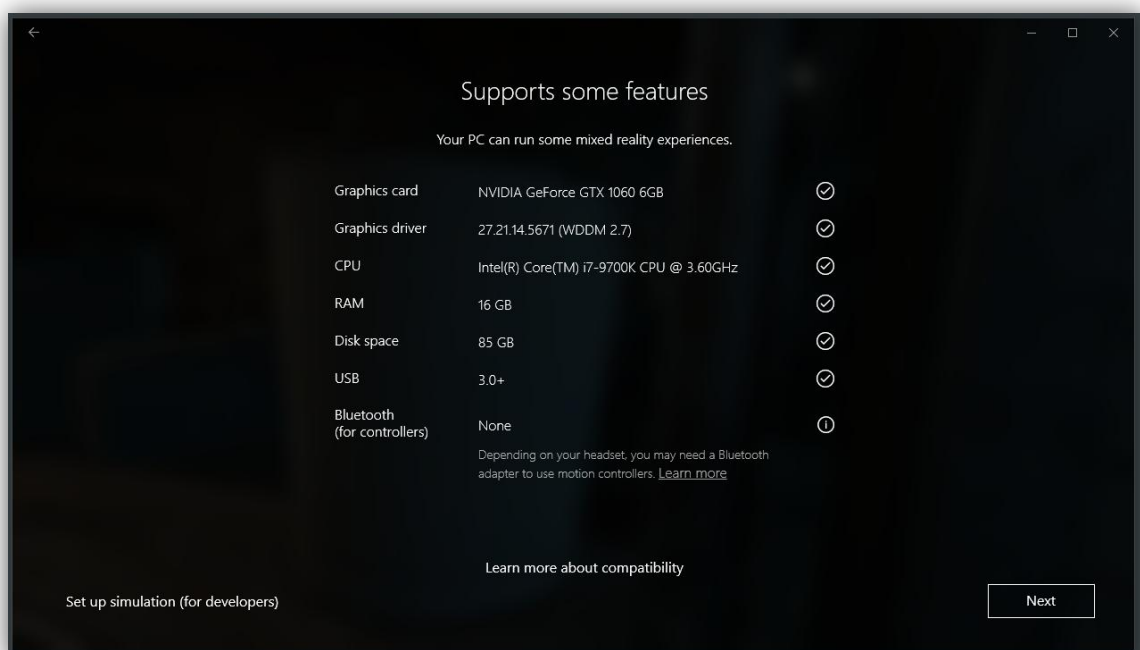 Supports some features
Your PC can run some mixed reality experiences.
Graphics card NVIDIA GeForce GTX 1060 6GB
Graphics driver 27.21.14.5671 (WDDM 2.7)
CPU Intel(R) Core(TM) i7-9700K CPU @ 3.60GHz
RAM 16 GB
Disk space 85 GB
USB 3.0+
Bluetooth
(for controllers) None
Depending on your headset, you may need a Bluetooth
adapter to use motion controllers. Learn more
Learn more about compatibility
Set up simulation (for developers) Next